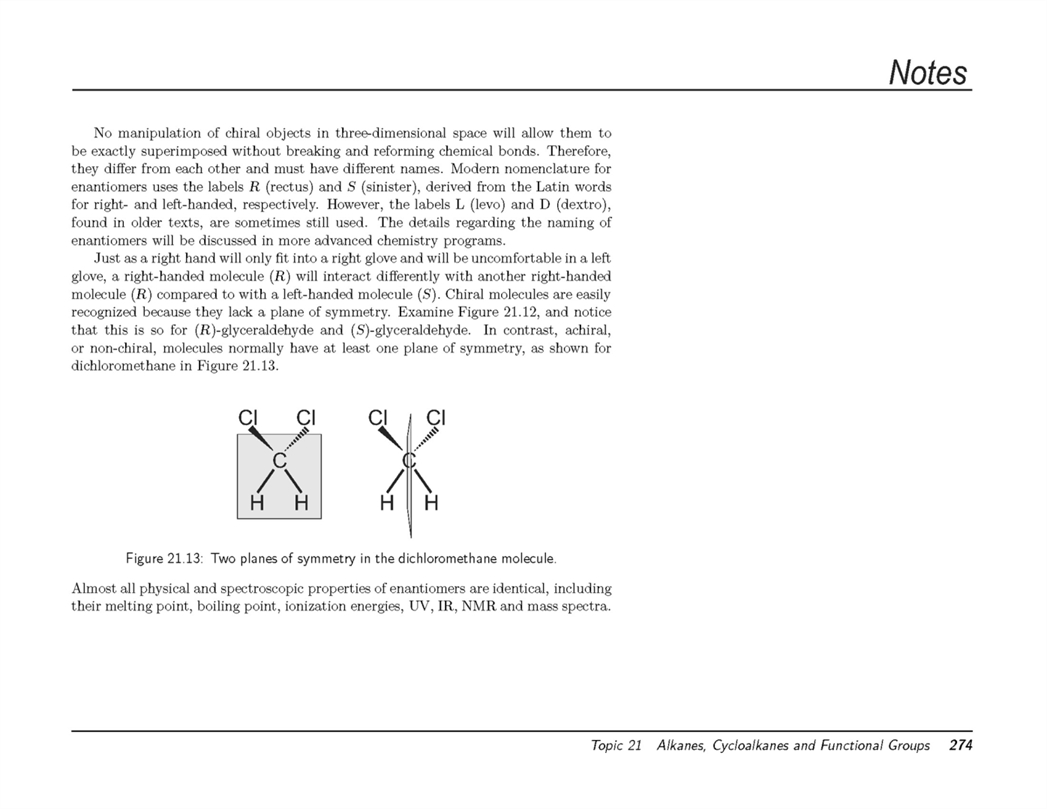 Notes
No manipulation of chiral objects in three-dimensional space will allow them to
be exactly superimposed without breaking and reforming chemical bonds. Therefore,
they differ from each other and must have different names. Modern nomenclature for
enantiomers uses the labels R (rectus) and S (sinister), derived from the Latin words
for right- and left-handed, respectively. However, the labels L (levo) and D (dextro),
found in older texts, are sometimes still used. The details regarding the naming of
enantiomers will be discussed in more advanced chemistry programs.
Just as a right hand will only fit into a right glove and will be uncomfortable in a left
glove, a right-handed molecule (R) will interact differently with another right-handed
molecule (R) compared to with a left-handed molecule (S). Chiral molecules are easily
recognized because they lack a plane of symmetry. Examine Figure 21.12, and notice
that this is so for (R)-glyceraldehyde and (S)-glyceraldehyde. In contrast, achiral,
or non-chiral, molecules normally have at least one plane of symmetry, as shown for
dichloromethane in Figure 21.13.
Cl Cl Cl Cl
C C
H H H H
Figure 21.13: Two planes of symmetry in the dichloromethane molecule.
Almost all physical and spectroscopic properties of enantiomers are identical, including
their melting point, boiling point, ionization energies, UV, IR, NMR and mass spectra.
Topic 21 Alkanes, Cycloalkanes and Functional Groups 274